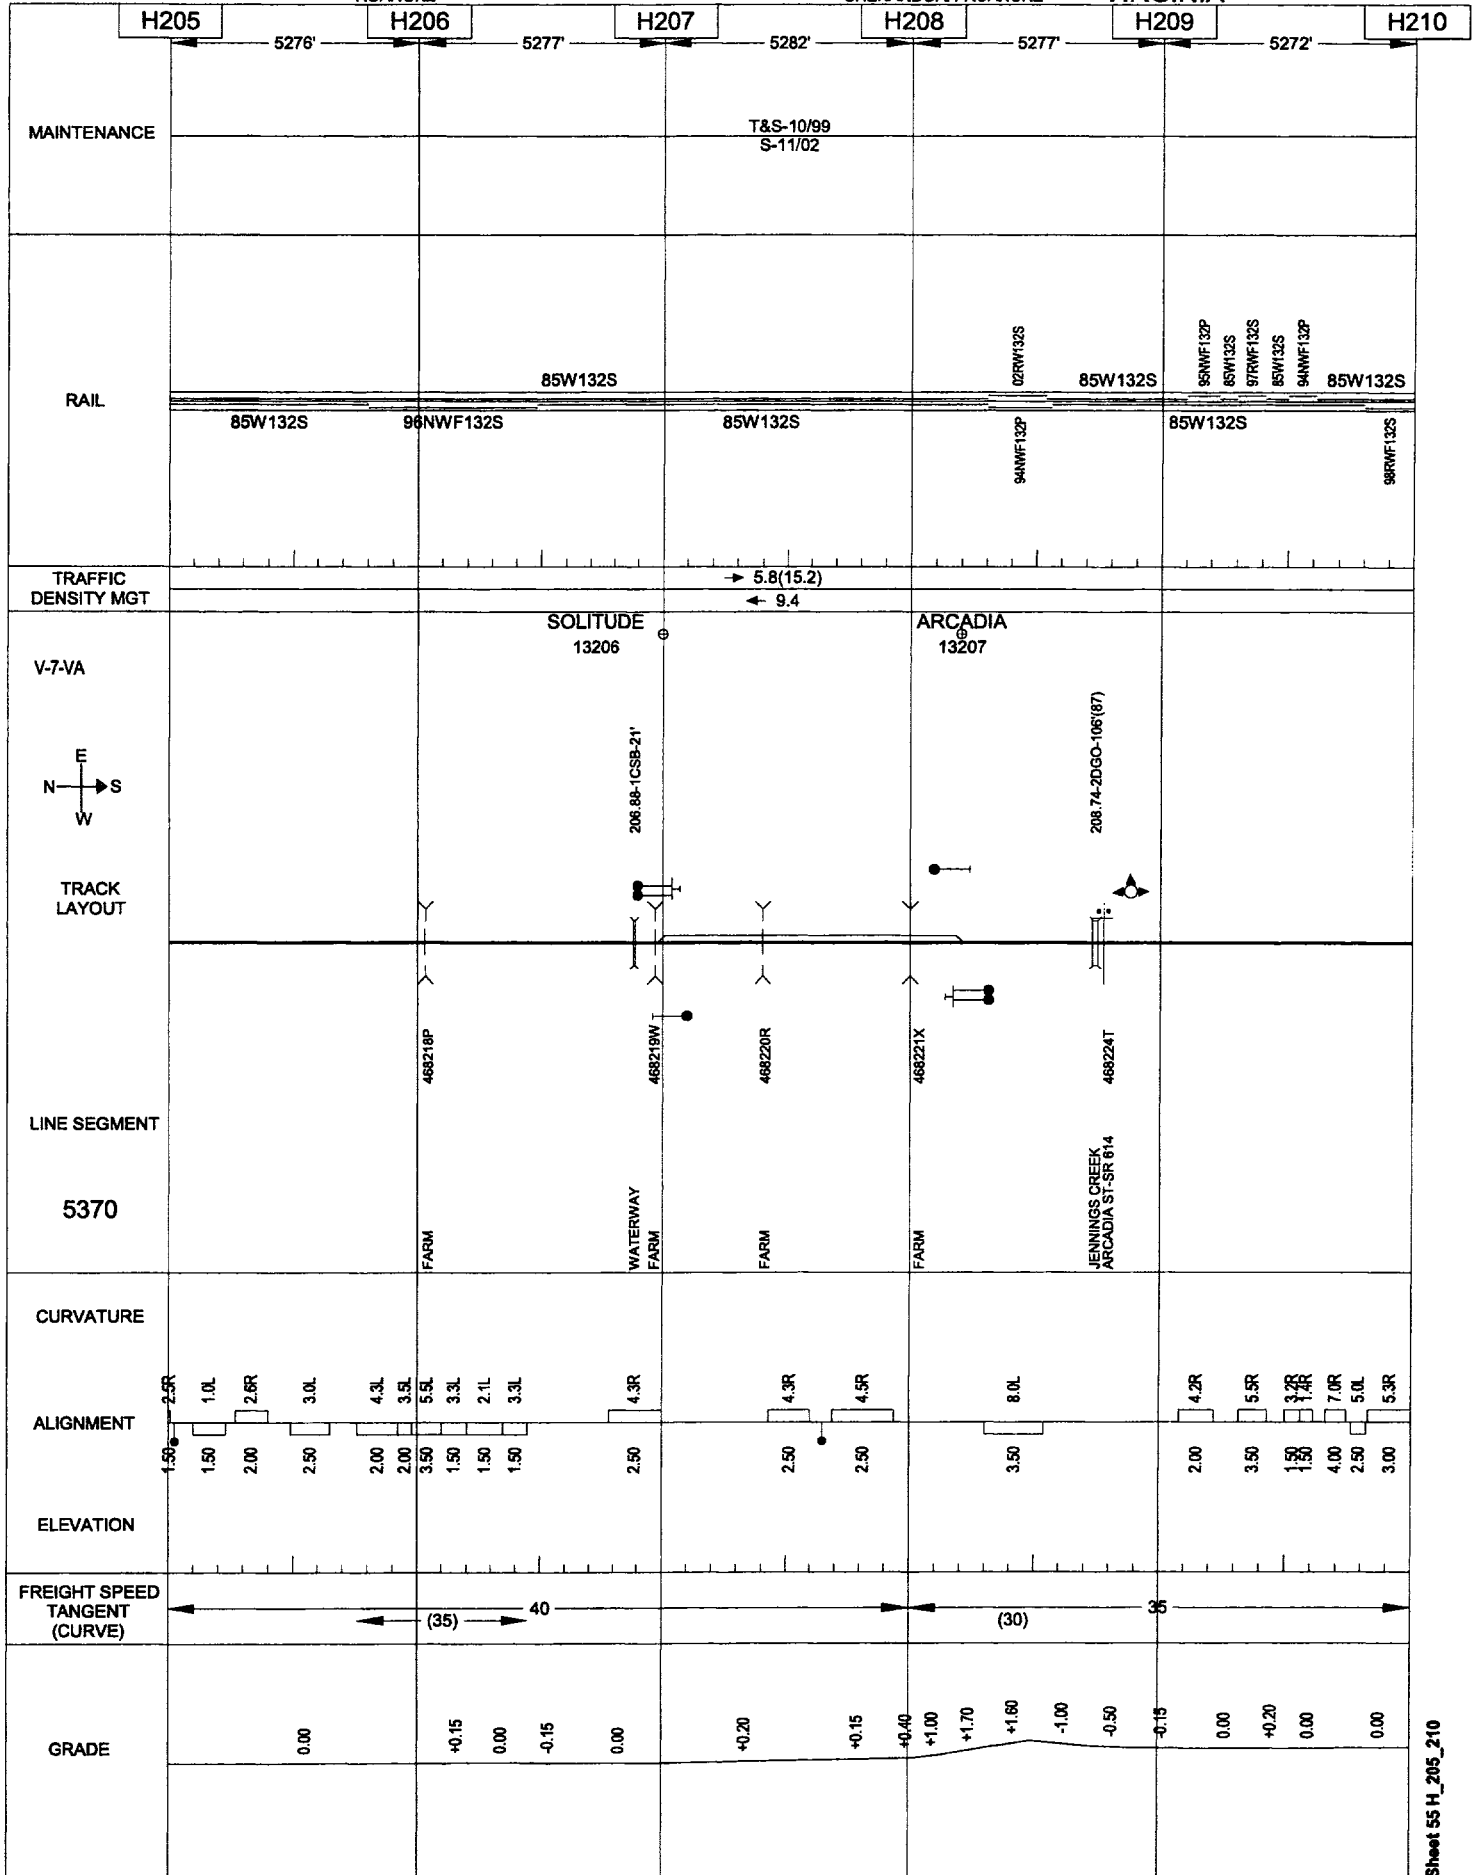 H205 H206 H207 H208 H209 H210
5276' 5277' 5282' 5277' 5272'
MAINTENANCE
T&S-10/99
S-11/02
02RW132S
95NWF132P
85W132S
97RWF132S
85W132S
94NWF132P
85W132S 85W132S 85W132S
RAIL
85W132S 96NWF132S 85W132S 85W132S
94NWF132P
98RWF132S
TRAFFIC
DENSITY MGT
5.8(15.2)
9.4
SOLITUDE ARCADIA
13206 13207
V-7-VA
206.88-1CSB-21'
208.74-2DGO-106'(87)
E
N S
W
TRACK
LAYOUT
468218P
468219W
468220R
468221X
468224T
LINE SEGMENT
5370
FARM
WATERWAY
FARM
FARM
FARM
JENNINGS CREEK
ARCADIA ST-SR 614
CURVATURE
2.5R 1.0L 2.6R 3.0L 4.3L 3.5L 5.5L 3.3L 2.1L 3.3L 4.3R 4.3R 4.5R 8.0L 4.2R 5.5R 3.2R 1.4R 7.0R 5.0L 5.3R
ALIGNMENT
1.50 1.50 2.00 2.50 2.00 2.00 3.50 1.50 1.50 1.50 2.50 2.50 2.50 3.50 2.00 3.50 1.50 1.50 4.00 2.50 3.00
ELEVATION
FREIGHT SPEED
TANGENT
(CURVE)
40 35
(35) (30)
GRADE
0.00 +0.15 0.00 -0.15 0.00 +0.20 +0.15 +0.40 +1.00 +1.70 +1.60 -1.00 -0.50 -0.15 0.00 +0.20 0.00 0.00
Sheet 55 H_205_210